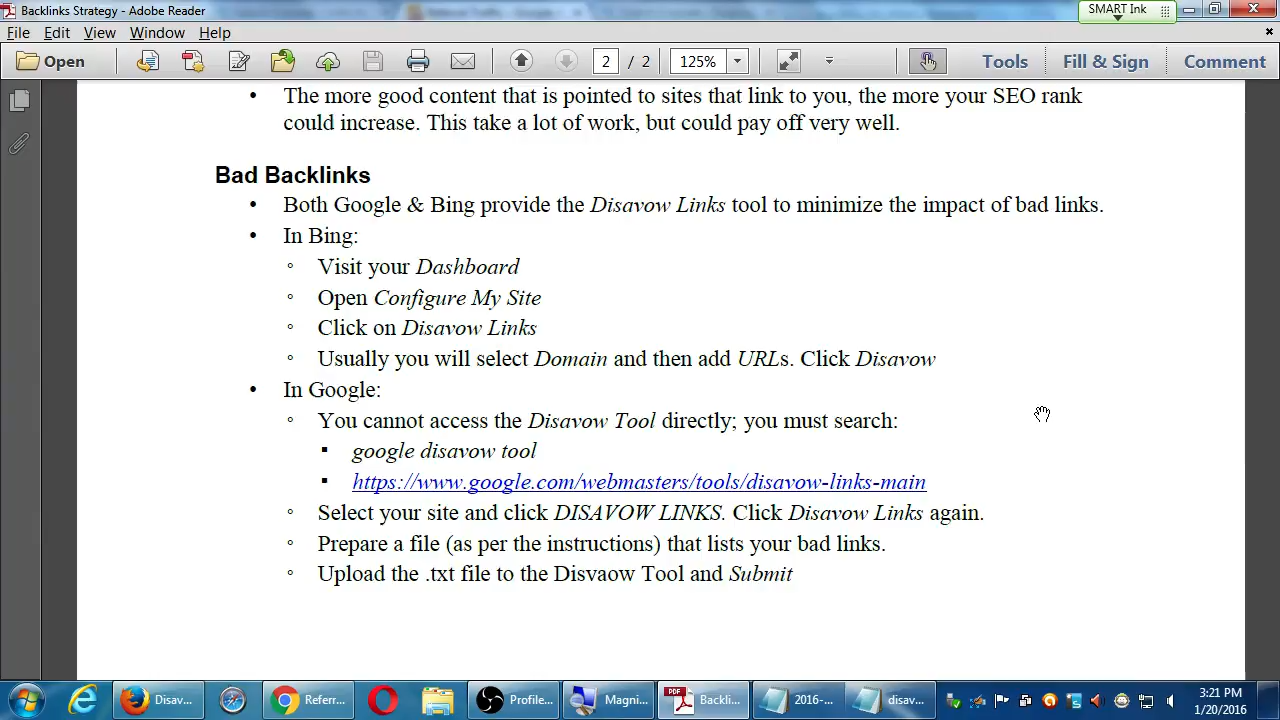 Backlinks Strategy - Adobe Reader
SMART Ink
File Edit View Window Help
Open 2 / 2 125% Tools Fill & Sign Comment
• The more good content that is pointed to sites that link to you, the more your SEO rank
could increase. This take a lot of work, but could pay off very well.
Bad Backlinks
• Both Google & Bing provide the Disavow Links tool to minimize the impact of bad links.
• In Bing:
◦ Visit your Dashboard
◦ Open Configure My Site
◦ Click on Disavow Links
◦ Usually you will select Domain and then add URLs. Click Disavow
• In Google:
◦ You cannot access the Disavow Tool directly; you must search:
▪ google disavow tool
▪ https://www.google.com/webmasters/tools/disavow-links-main
◦ Select your site and click DISAVOW LINKS. Click Disavow Links again.
◦ Prepare a file (as per the instructions) that lists your bad links.
◦ Upload the .txt file to the Disvaow Tool and Submit
Disav... Referr... Profile... Magni... Backli... 2016-... disav...
3:21 PM
1/20/2016